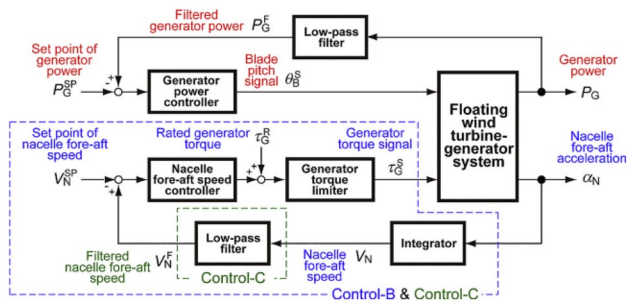 Filtered generator power P_G^F
Low-pass filter
Set point of generator power
P_G^SP
- +
Generator power controller
Blade pitch signal θ_B^S
Floating wind turbine-generator system
Generator power
P_G
Set point of nacelle fore-aft speed
V_N^SP
- +
Nacelle fore-aft speed controller
Rated generator torque τ_G^R
+ +
Generator torque limiter
Generator torque signal
τ_G^S
Nacelle fore-aft acceleration
α_N
Filtered nacelle fore-aft speed
V_N^F
Low-pass filter
Control-C
Nacelle fore-aft speed
V_N
Integrator
Control-B & Control-C